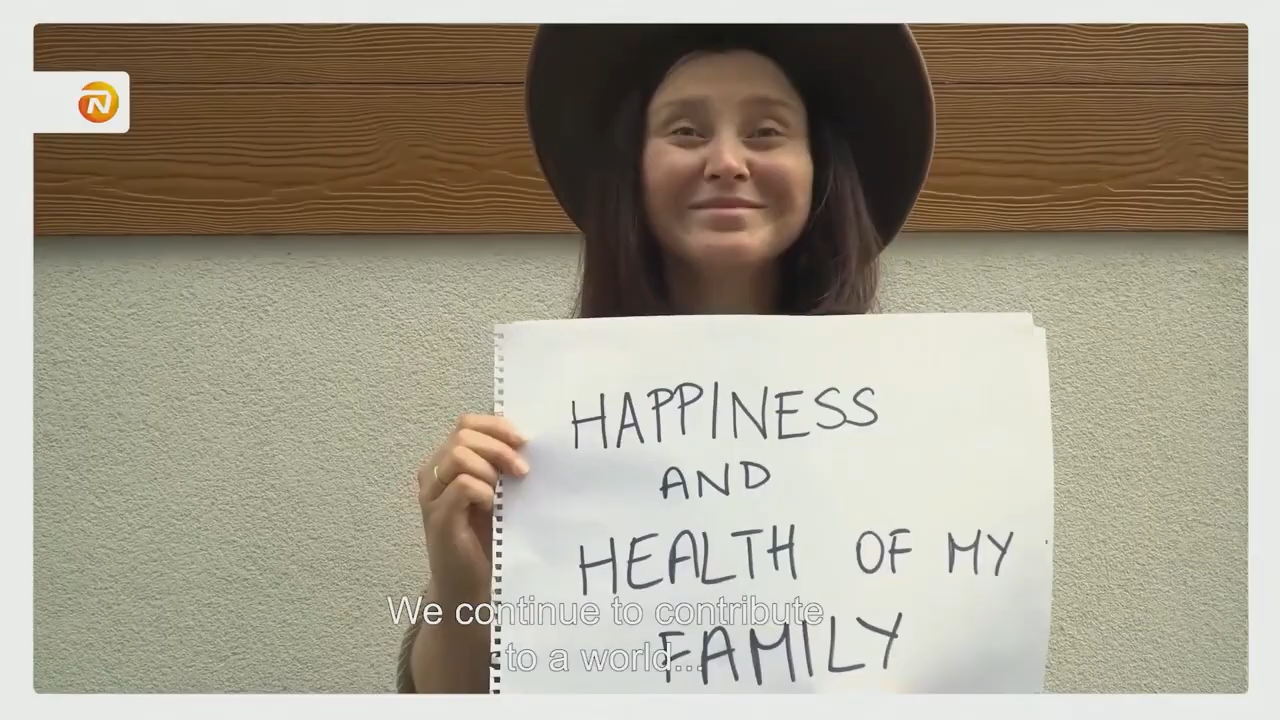 HAPPINESS
AND
HEALTH OF MY
FAMILY
We continue to contribute
to a world...